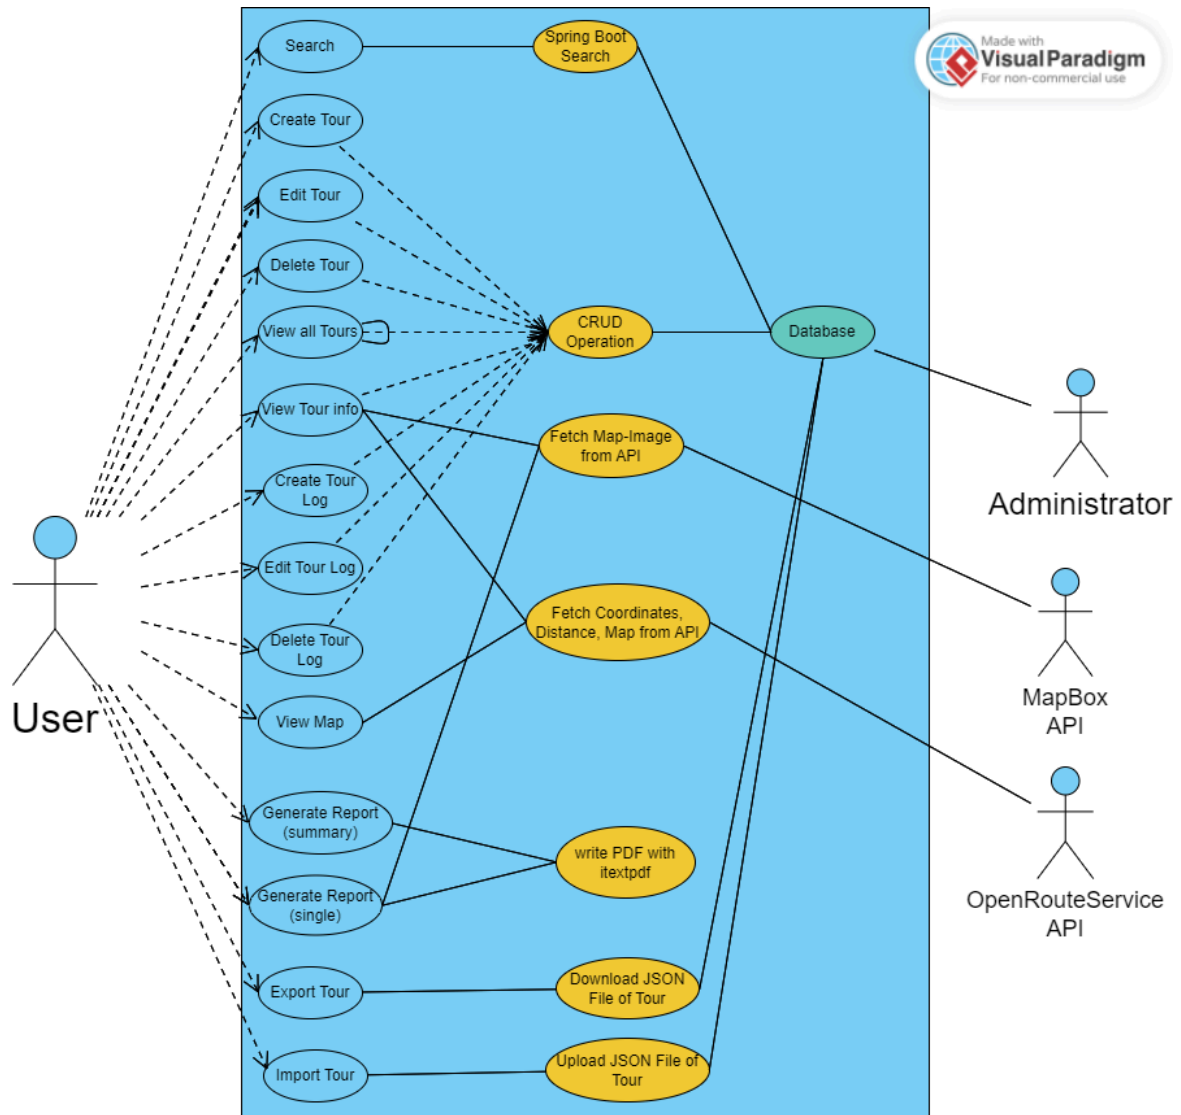 Search
Spring Boot
Search
Made with
Visual Paradigm
For non-commercial use
Create Tour
Edit Tour
Delete Tour
View all Tours
CRUD
Operation
Database
View Tour info
Fetch Map-Image
from API
Create Tour
Log
Administrator
Edit Tour Log
Fetch Coordinates,
Distance, Map from API
Delete Tour
Log
User
View Map
MapBox
API
Generate Report
(summary)
write PDF with
itextpdf
Generate Report
(single)
OpenRouteService
API
Export Tour
Download JSON
File of Tour
Import Tour
Upload JSON File of
Tour